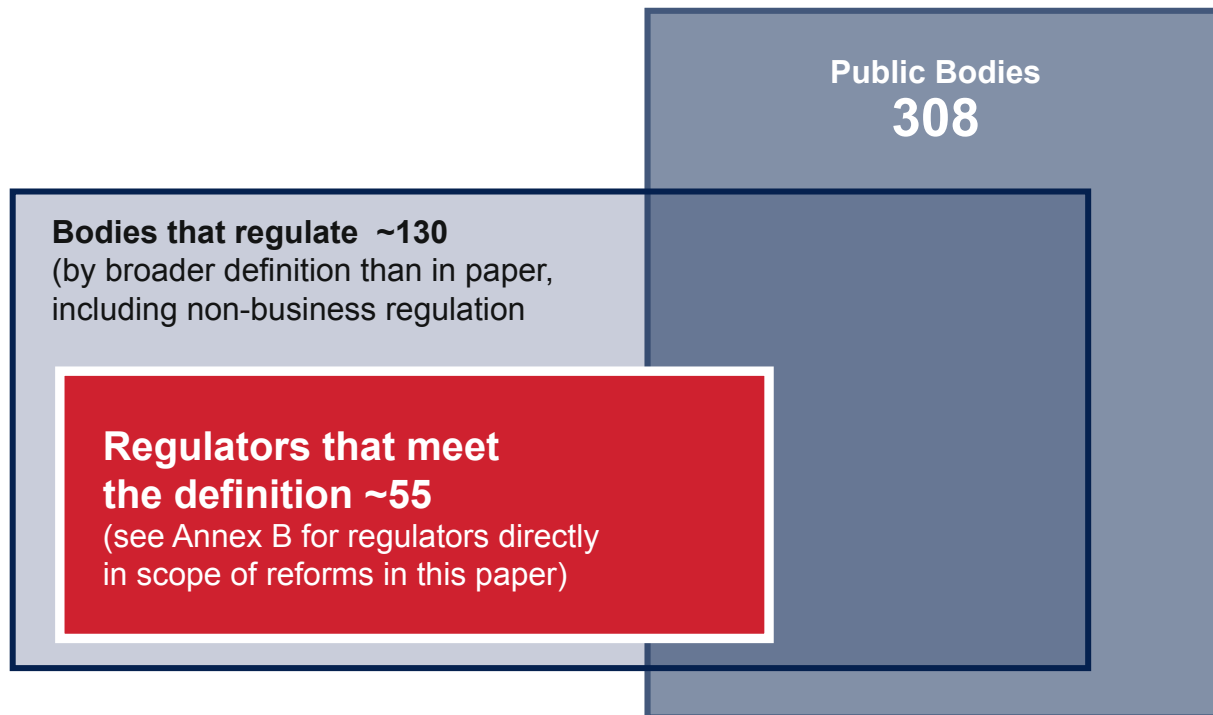 Public Bodies
308
Bodies that regulate ~130
(by broader definition than in paper,
including non-business regulation
Regulators that meet
the definition ~55
(see Annex B for regulators directly
in scope of reforms in this paper)